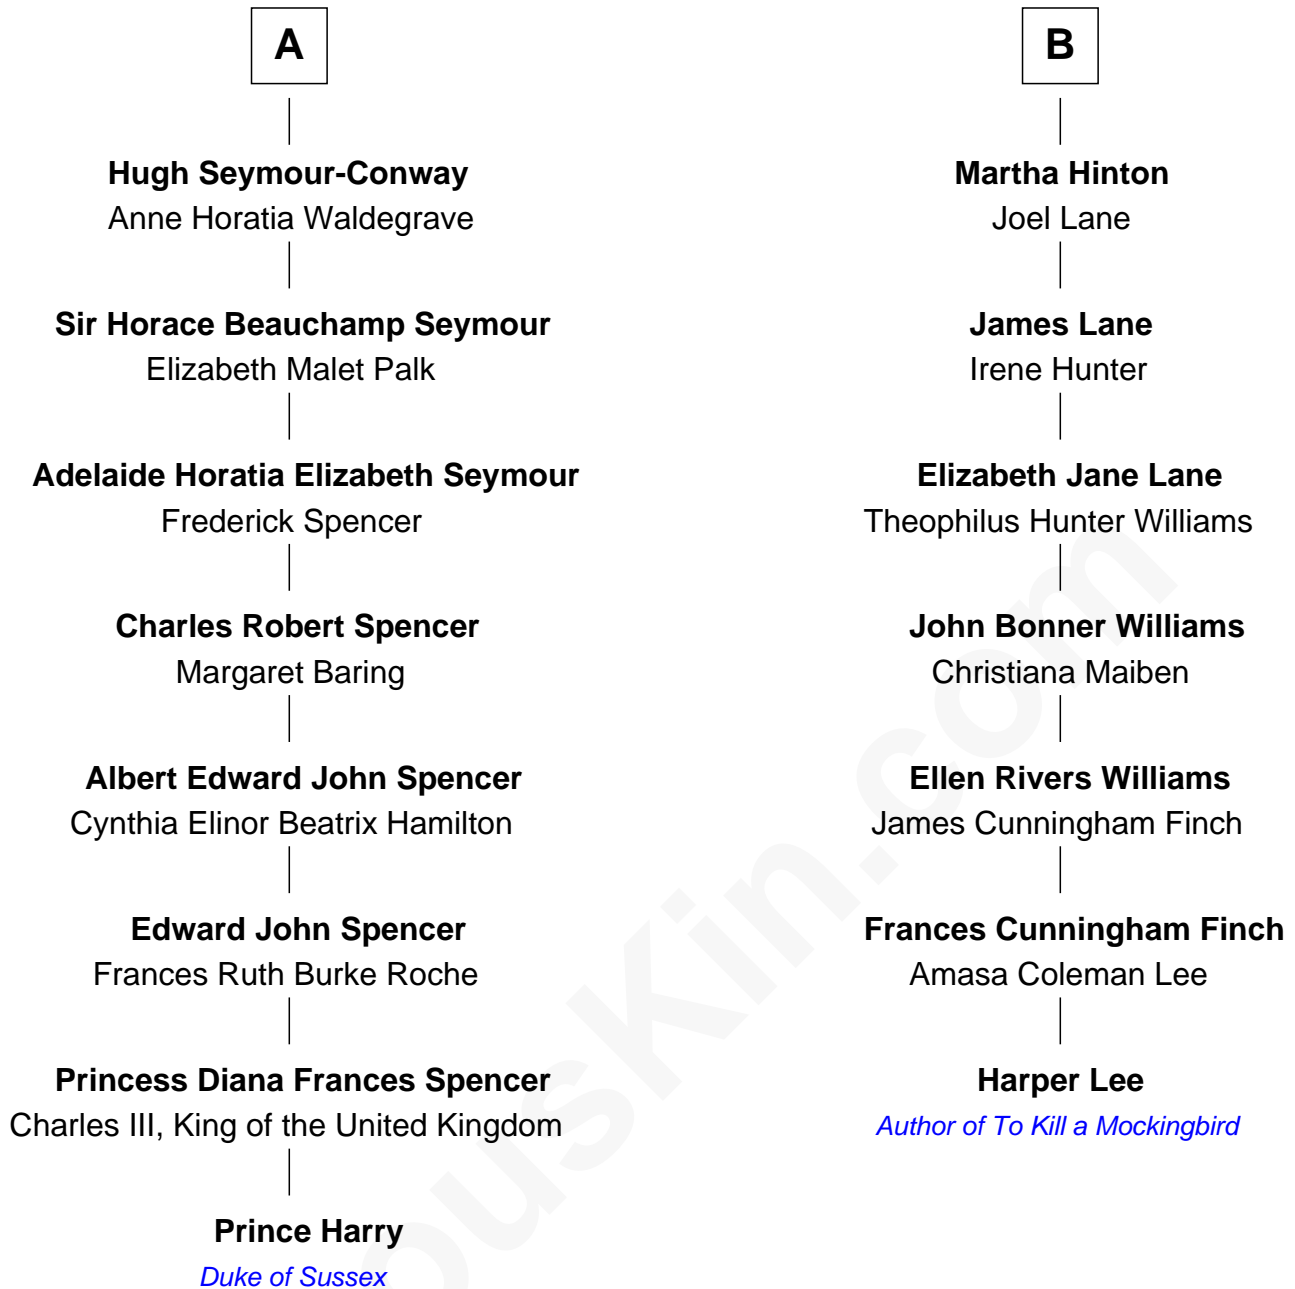 A
Hugh Seymour-Conway
Anne Horatia Waldegrave
Sir Horace Beauchamp Seymour
Elizabeth Malet Palk
Adelaide Horatia Elizabeth Seymour
Frederick Spencer
Charles Robert Spencer
Margaret Baring
Albert Edward John Spencer
Cynthia Elinor Beatrix Hamilton
Edward John Spencer
Frances Ruth Burke Roche
Princess Diana Frances Spencer
Charles III, King of the United Kingdom
Prince Harry
Duke of Sussex
B
Martha Hinton
Joel Lane
James Lane
Irene Hunter
Elizabeth Jane Lane
Theophilus Hunter Williams
John Bonner Williams
Christiana Maiben
Ellen Rivers Williams
James Cunningham Finch
Frances Cunningham Finch
Amasa Coleman Lee
Harper Lee
Author of To Kill a Mockingbird
ousKin.com